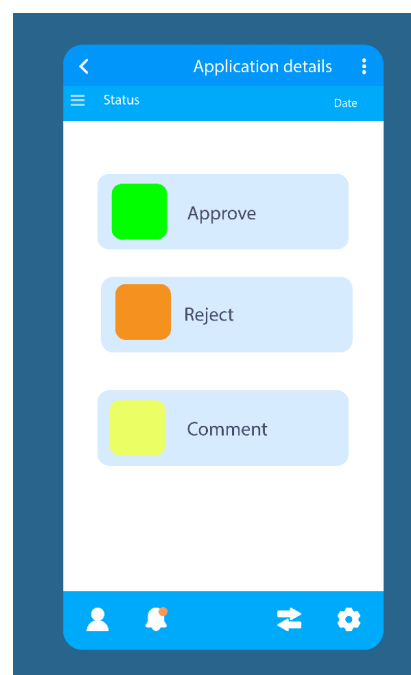 Application details
Status
Date
Approve
Reject
Comment